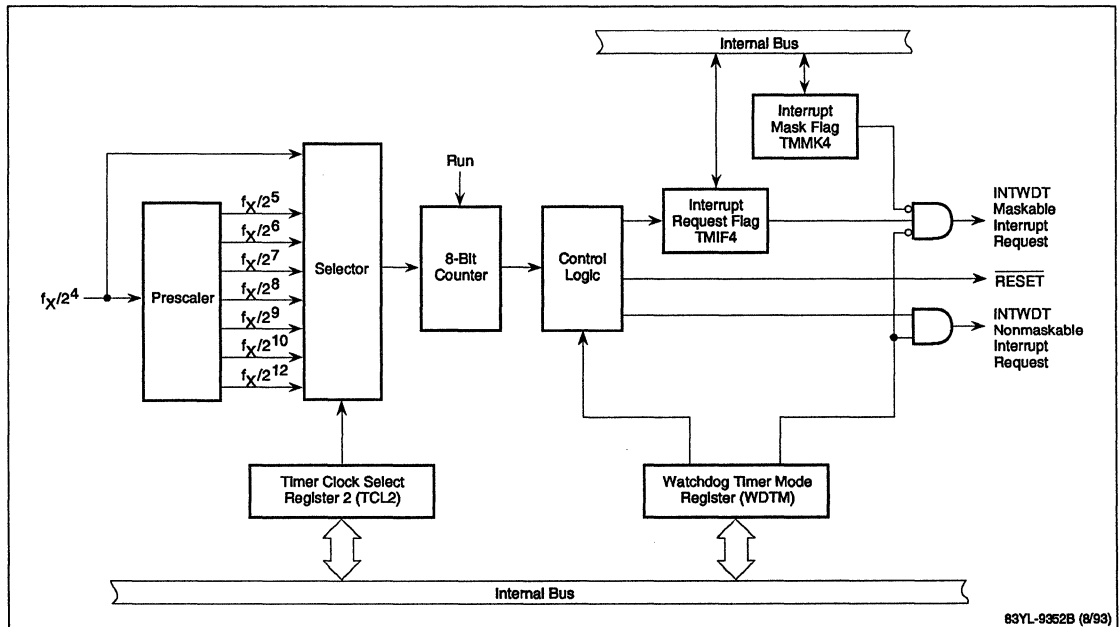 Internal Bus
Interrupt
Mask Flag
TMMK4
Run
Interrupt
Request Flag
TMIF4
INTWDT
Maskable
Interrupt
Request
fX/2^4
Prescaler
fX/2^5
fX/2^6
fX/2^7
fX/2^8
fX/2^9
fX/2^10
fX/2^12
Selector
8-Bit
Counter
Control
Logic
RESET
INTWDT
Nonmaskable
Interrupt
Request
Timer Clock Select
Register 2 (TCL2)
Watchdog Timer Mode
Register (WDTM)
Internal Bus
83YL-9352B (8/93)